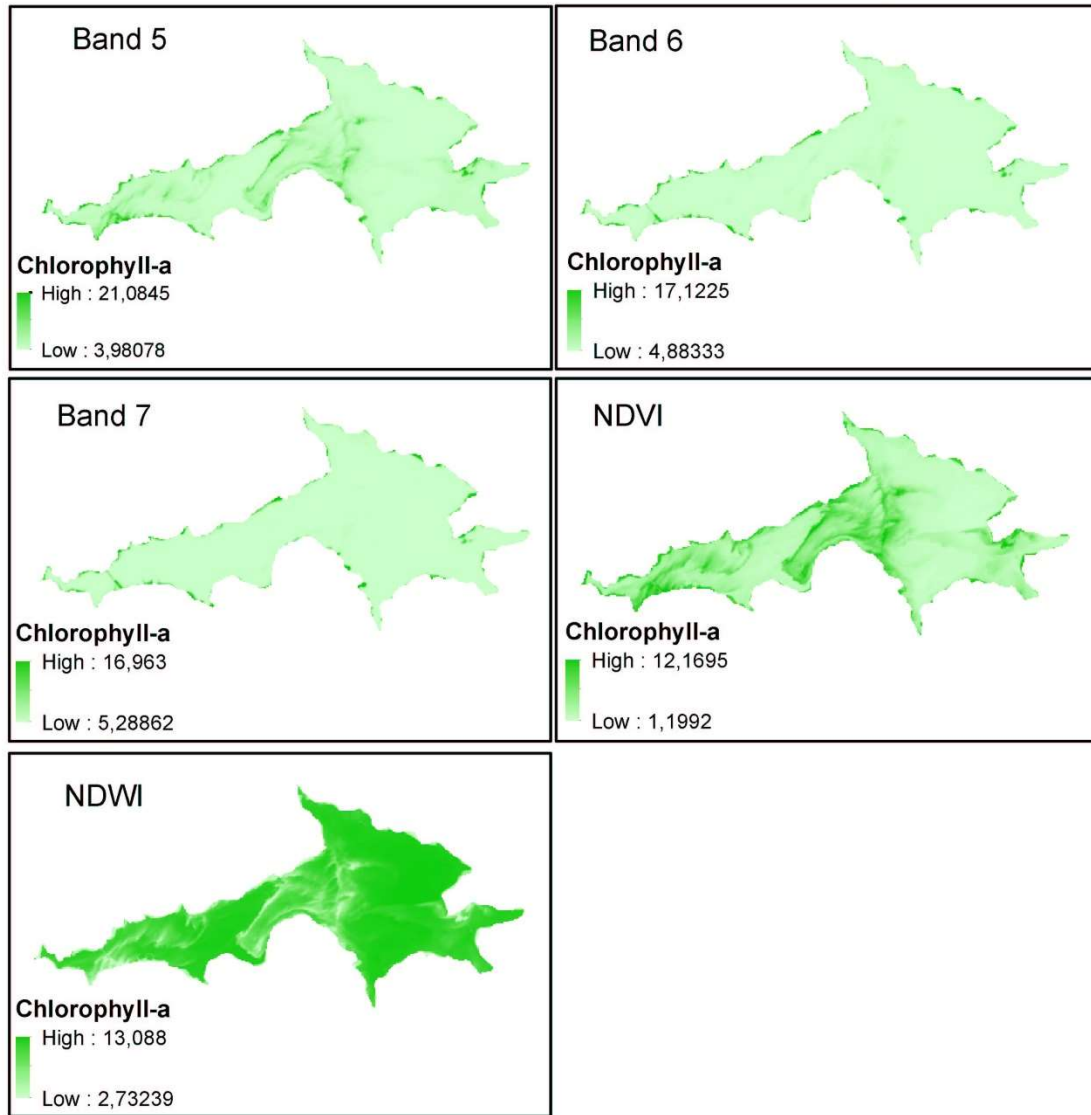 Band 5
Chlorophyll-a
High : 21,0845
Low : 3,98078
Band 6
Chlorophyll-a
High : 17,1225
Low : 4,88333
Band 7
Chlorophyll-a
High : 16,963
Low : 5,28862
NDVI
Chlorophyll-a
High : 12,1695
Low : 1,1992
NDWI
Chlorophyll-a
High : 13,088
Low : 2,73239